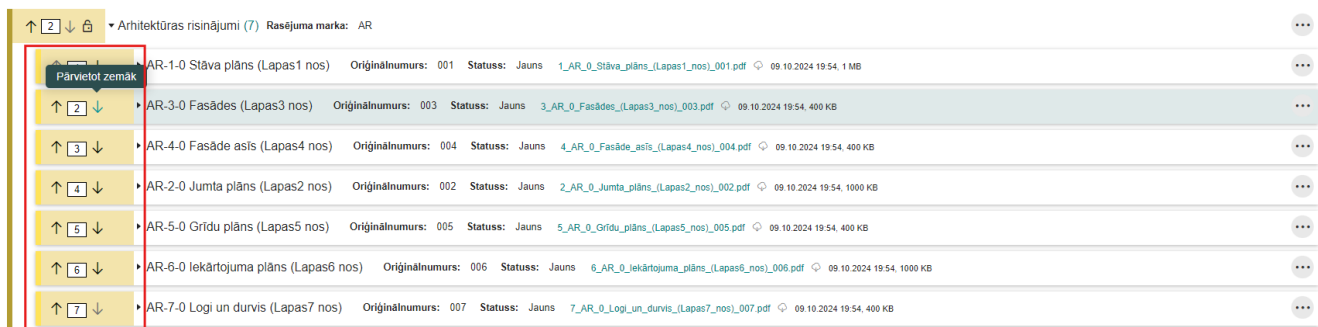 2 Arhitektūras risinājumi (7) Rasējuma marka: AR
AR-1-0 Stāva plāns (Lapas1 nos) Oriģinālnumurs: 001 Statuss: Jauns 1_AR_0_Stāva_plāns_(Lapas1_nos)_001.pdf 09.10.2024 19:54, 1 MB
Pārvietot zemāk
2 AR-3-0 Fasādes (Lapas3 nos) Oriģinālnumurs: 003 Statuss: Jauns 3_AR_0_Fasādes_(Lapas3_nos)_003.pdf 09.10.2024 19:54, 400 KB
3 AR-4-0 Fasāde asīs (Lapas4 nos) Oriģinālnumurs: 004 Statuss: Jauns 4_AR_0_Fasāde_asīs_(Lapas4_nos)_004.pdf 09.10.2024 19:54, 400 KB
4 AR-2-0 Jumta plāns (Lapas2 nos) Oriģinālnumurs: 002 Statuss: Jauns 2_AR_0_Jumta_plāns_(Lapas2_nos)_002.pdf 09.10.2024 19:54, 1000 KB
5 AR-5-0 Grīdu plāns (Lapas5 nos) Oriģinālnumurs: 005 Statuss: Jauns 5_AR_0_Grīdu_plāns_(Lapas5_nos)_005.pdf 09.10.2024 19:54, 400 KB
6 AR-6-0 Iekārtojuma plāns (Lapas6 nos) Oriģinālnumurs: 006 Statuss: Jauns 6_AR_0_Iekārtojuma_plāns_(Lapas6_nos)_006.pdf 09.10.2024 19:54, 1000 KB
7 AR-7-0 Logi un durvis (Lapas7 nos) Oriģinālnumurs: 007 Statuss: Jauns 7_AR_0_Logi_un_durvis_(Lapas7_nos)_007.pdf 09.10.2024 19:54, 400 KB